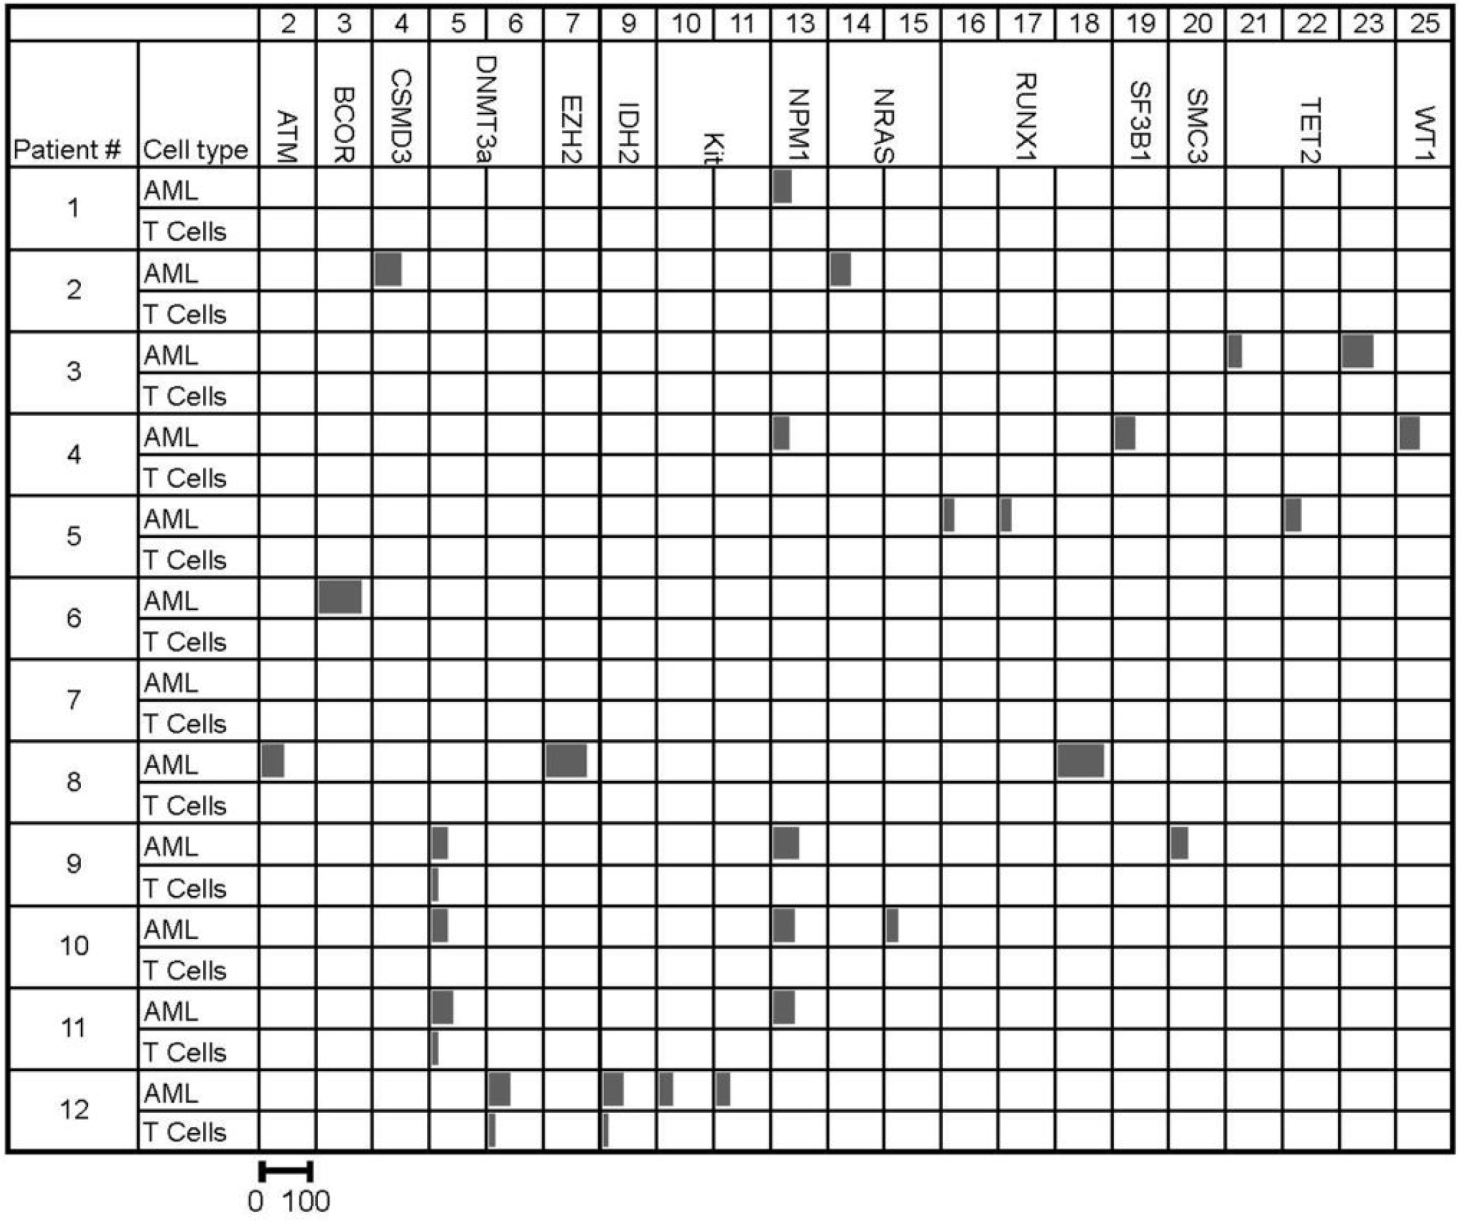 2 3 4 5 6 7 9 10 11 13 14 15 16 17 18 19 20 21 22 23 25
Patient # Cell type ATM BCOR CSMD3 DNMT3a EZH2 IDH2 Kit NPM1 NRAS RUNX1 SF3B1 SMC3 TET2 WT1
1 AML
T Cells
2 AML
T Cells
3 AML
T Cells
4 AML
T Cells
5 AML
T Cells
6 AML
T Cells
7 AML
T Cells
8 AML
T Cells
9 AML
T Cells
10 AML
T Cells
11 AML
T Cells
12 AML
T Cells
0 100